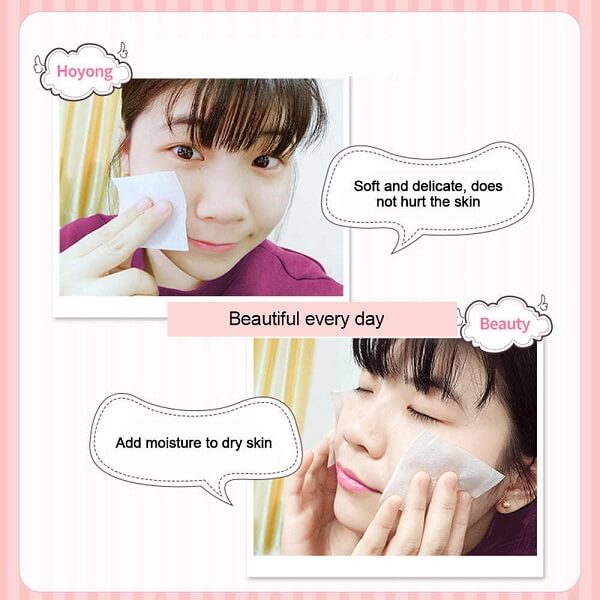 Hoyong
Soft and delicate, does
not hurt the skin
Beautiful every day
Beauty
Add moisture to dry skin